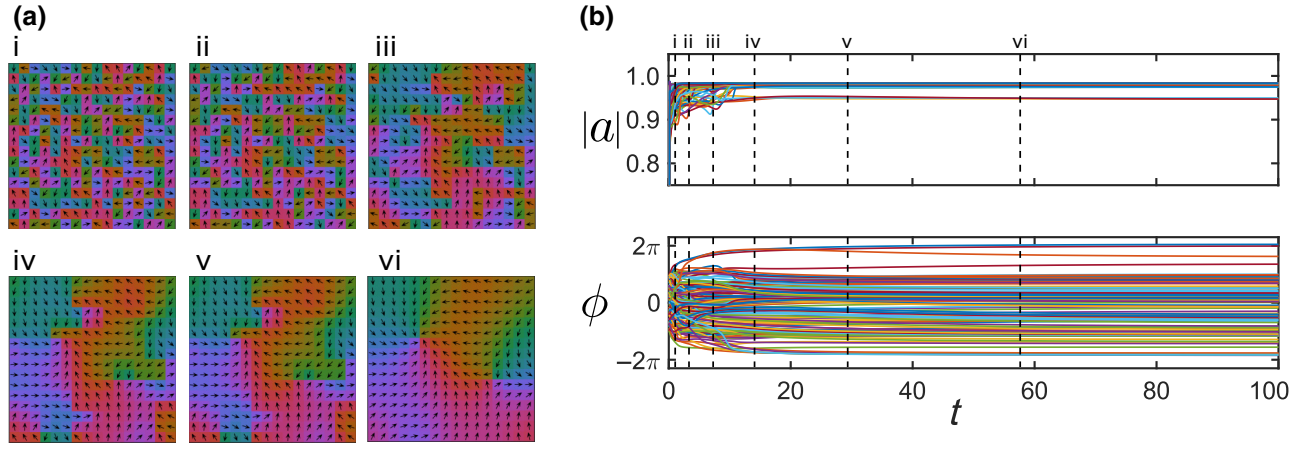 (a)
i ii iii
iv v vi
(b)
i ii iii iv v vi
1.0
|a| 0.9
0.8
2π
ϕ 0
−2π
0 20 40 60 80 100
t